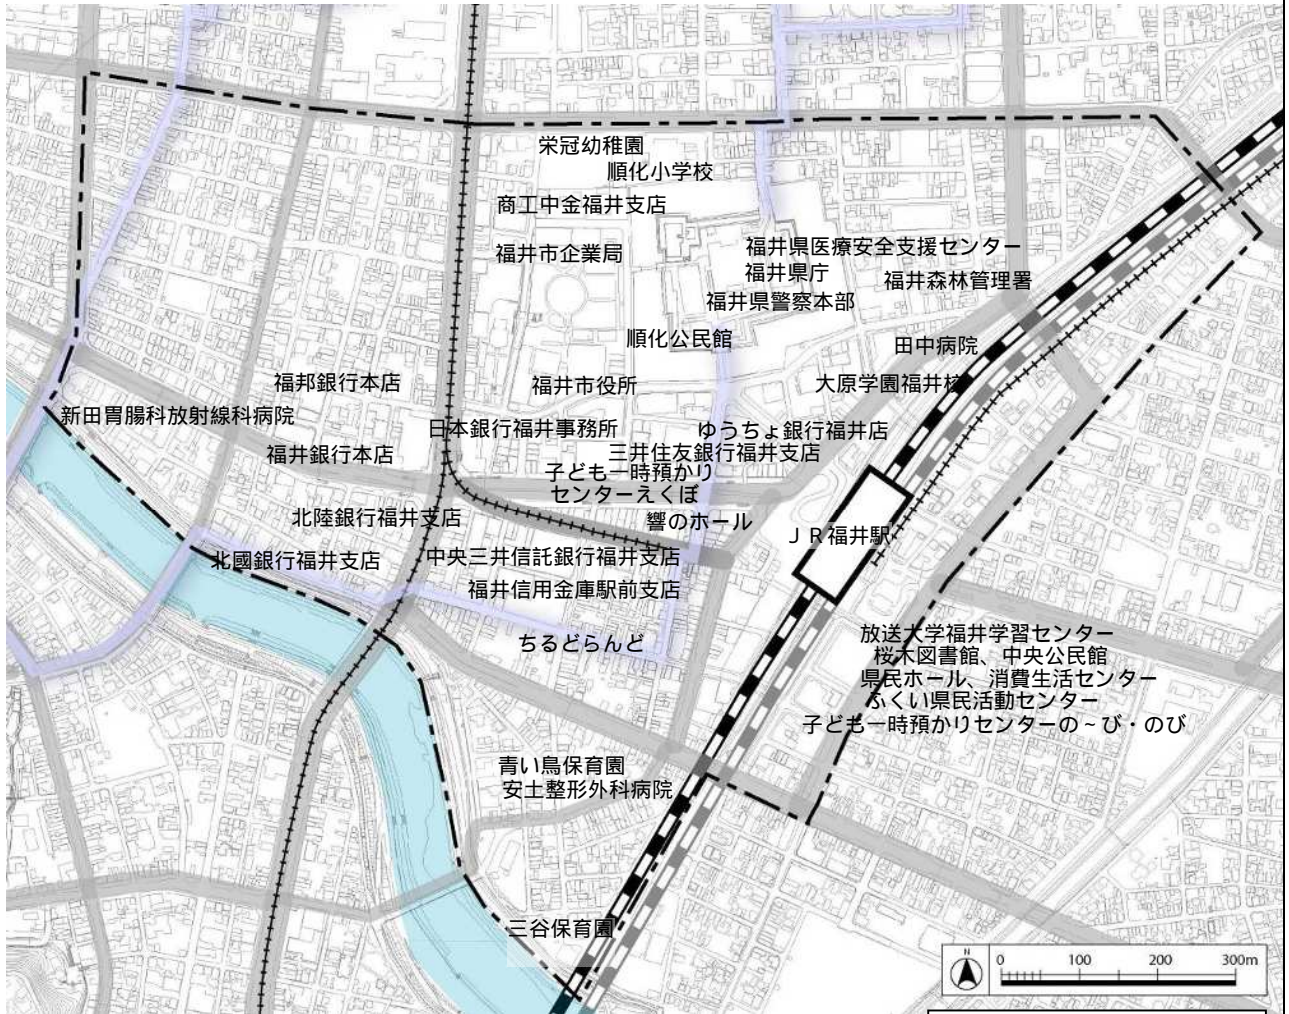 栄冠幼稚園
順化小学校
商工中金福井支店
福井市企業局
福井県医療安全支援センター
福井県庁
福井森林管理署
福井県警察本部
順化公民館
田中病院
福邦銀行本店
福井市役所
大原学園福井校
新田胃腸科放射線科病院
日本銀行福井事務所
ゆうちょ銀行福井店
福井銀行本店
三井住友銀行福井支店
子ども一時預かり
センターえくぼ
北陸銀行福井支店
響のホール
ＪＲ福井駅
北國銀行福井支店
中央三井信託銀行福井支店
福井信用金庫駅前支店
ちるどらんど
放送大学福井学習センター
桜木図書館、中央公民館
県民ホール、消費生活センター
ふくい県民活動センター
子ども一時預かりセンターの～び・のび
青い鳥保育園
安土整形外科病院
三谷保育園
N
0 100 200 300m